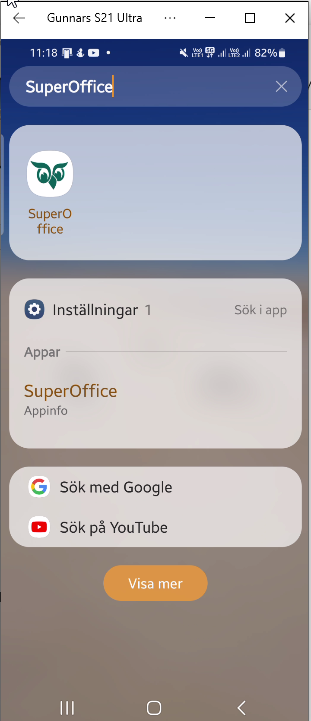 Gunnars S21 Ultra
11:18
82%
SuperOffice
SuperO
ffice
Inställningar 1 Sök i app
Appar
SuperOffice
Appinfo
Sök med Google
Sök på YouTube
Visa mer